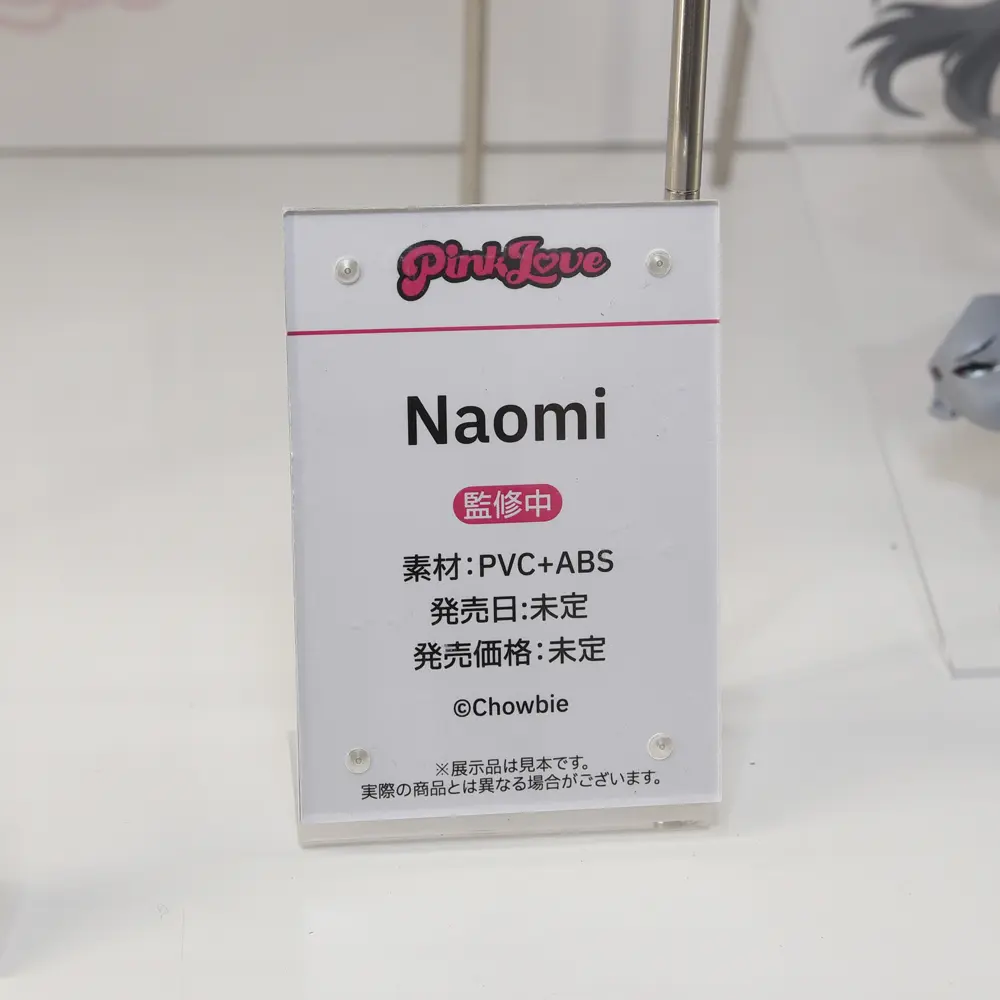 PinkLove
Naomi
監修中
素材：PVC+ABS
発売日:未定
発売価格：未定
©Chowbie
※展示品は見本です。
実際の商品とは異なる場合がございます。